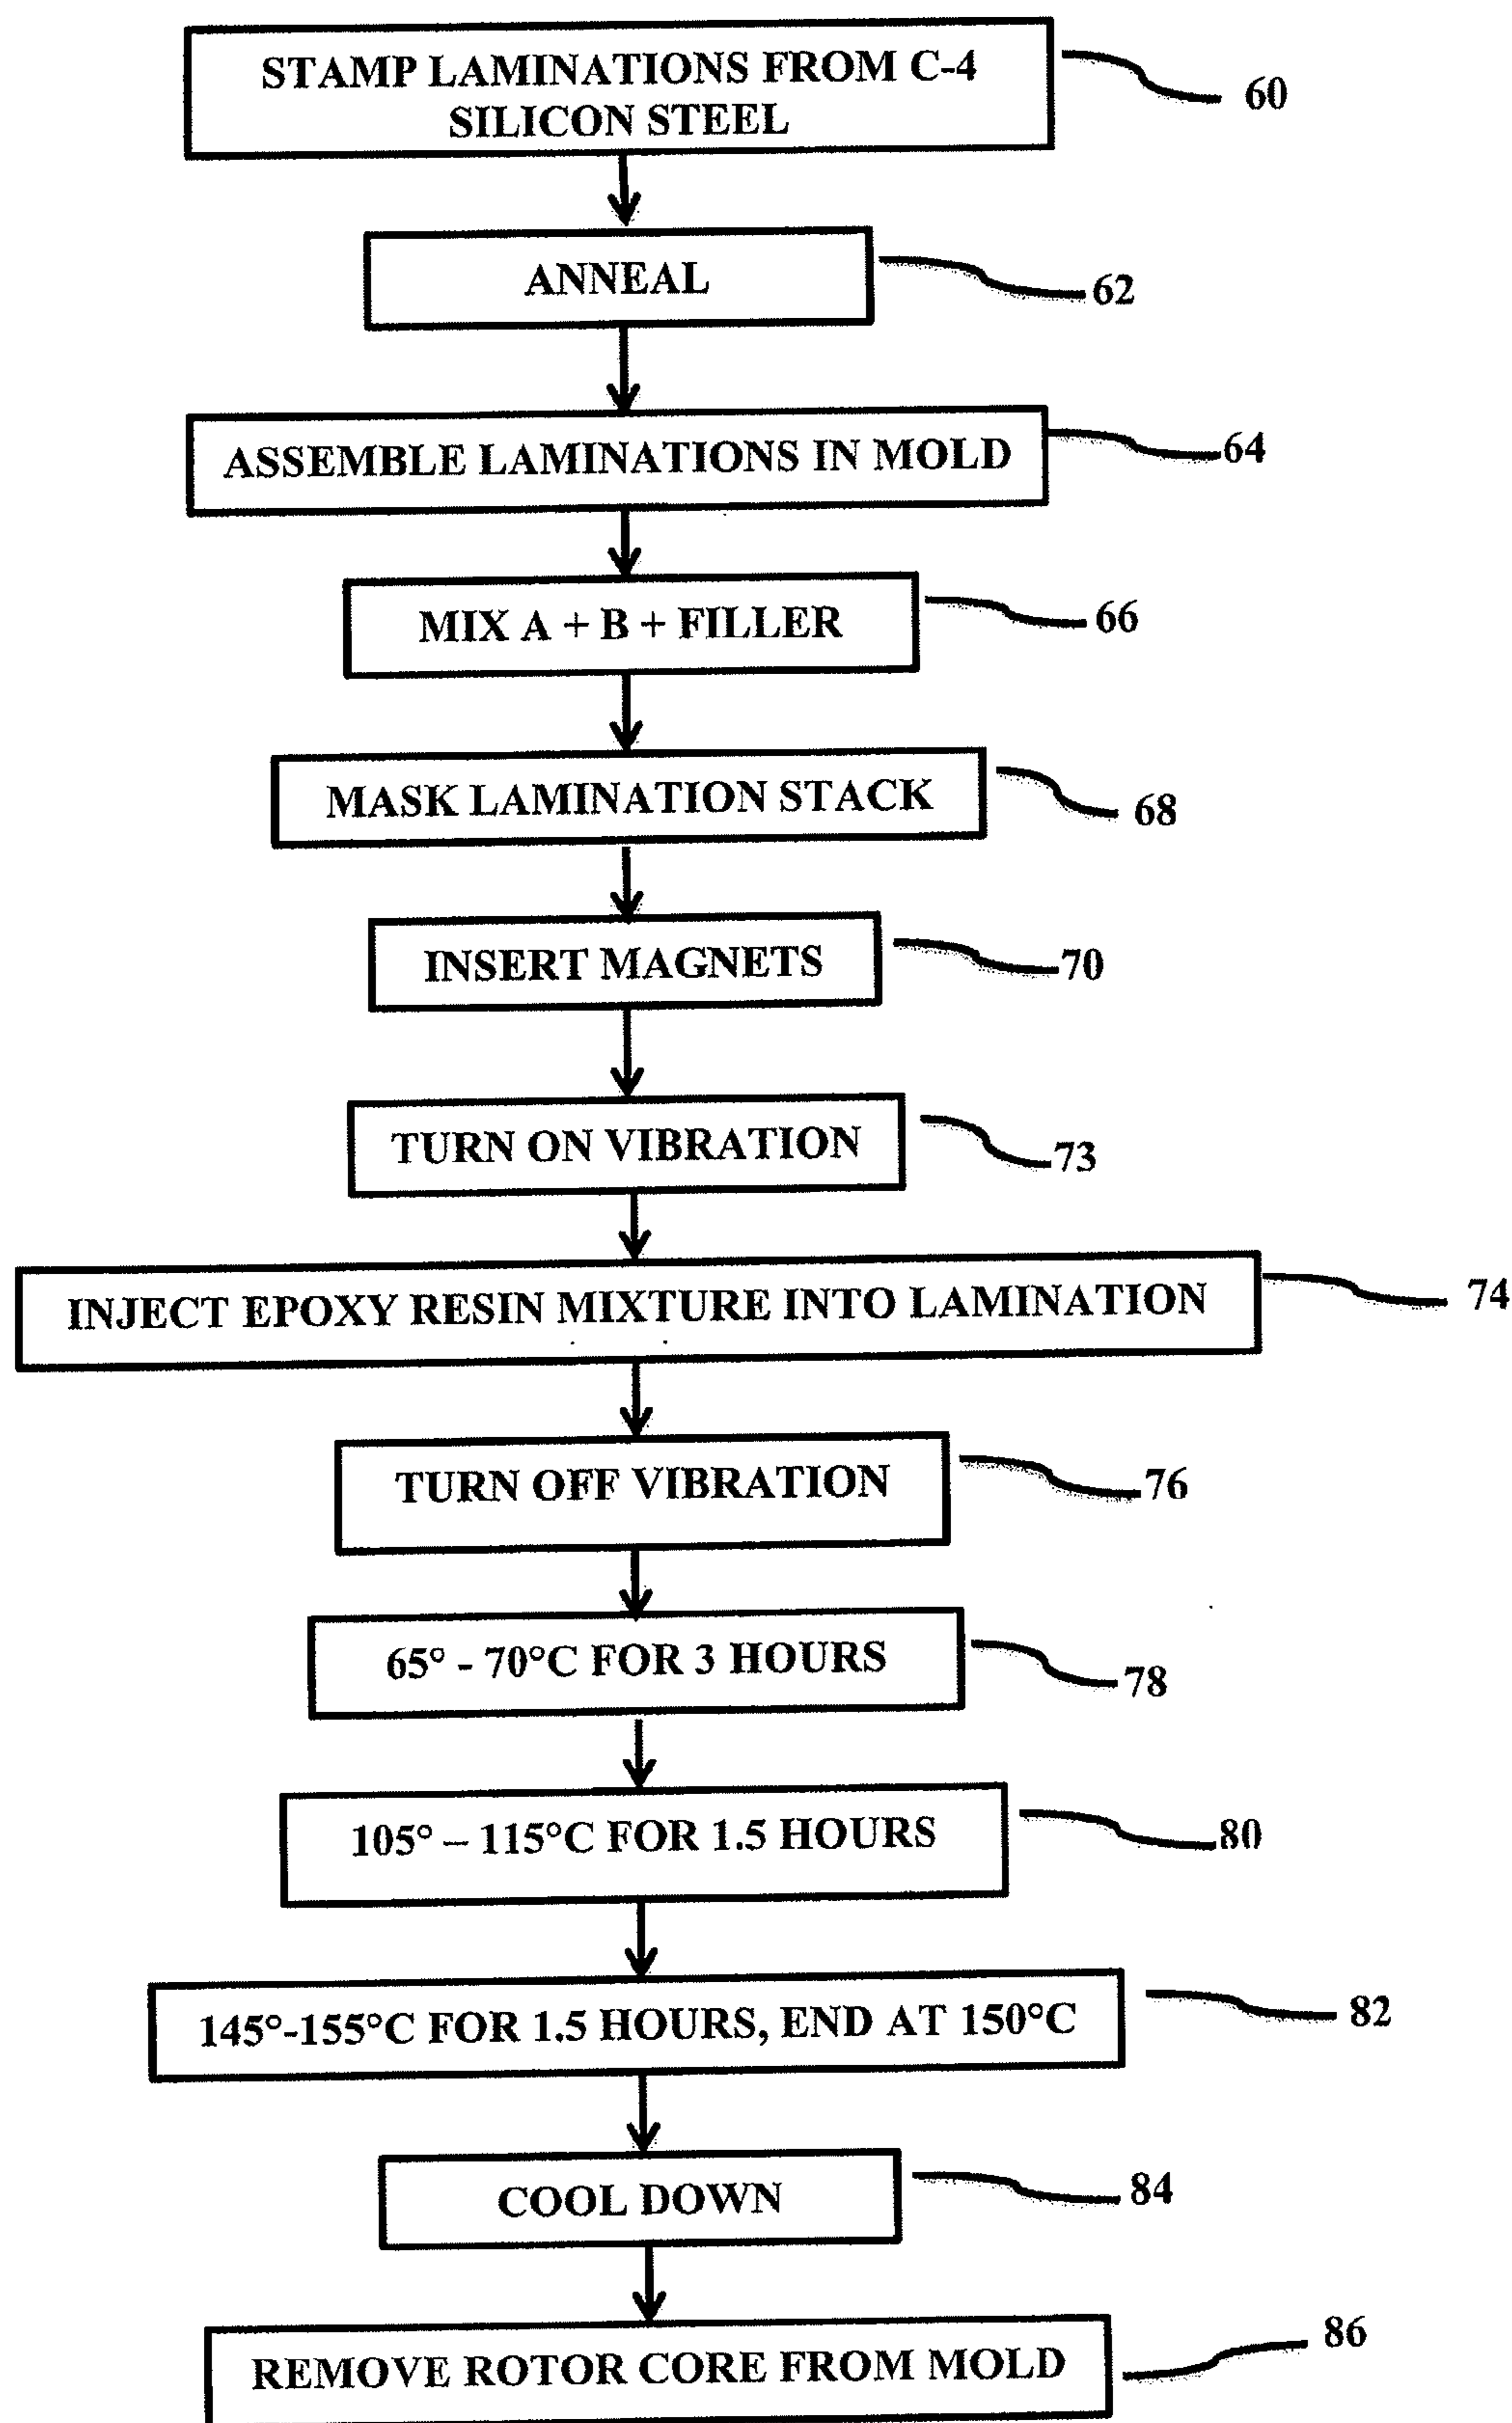 STAMP LAMINATIONS FROM C-4
SILICON STEEL
60
ANNEAL
62
ASSEMBLE LAMINATIONS IN MOLD
64
MIX A + B + FILLER
66
MASK LAMINATION STACK
68
INSERT MAGNETS
70
TURN ON VIBRATION
73
INJECT EPOXY RESIN MIXTURE INTO LAMINATION
74
TURN OFF VIBRATION
76
65° - 70°C FOR 3 HOURS
78
105° – 115°C FOR 1.5 HOURS
80
145°-155°C FOR 1.5 HOURS, END AT 150°C
82
COOL DOWN
84
REMOVE ROTOR CORE FROM MOLD
86